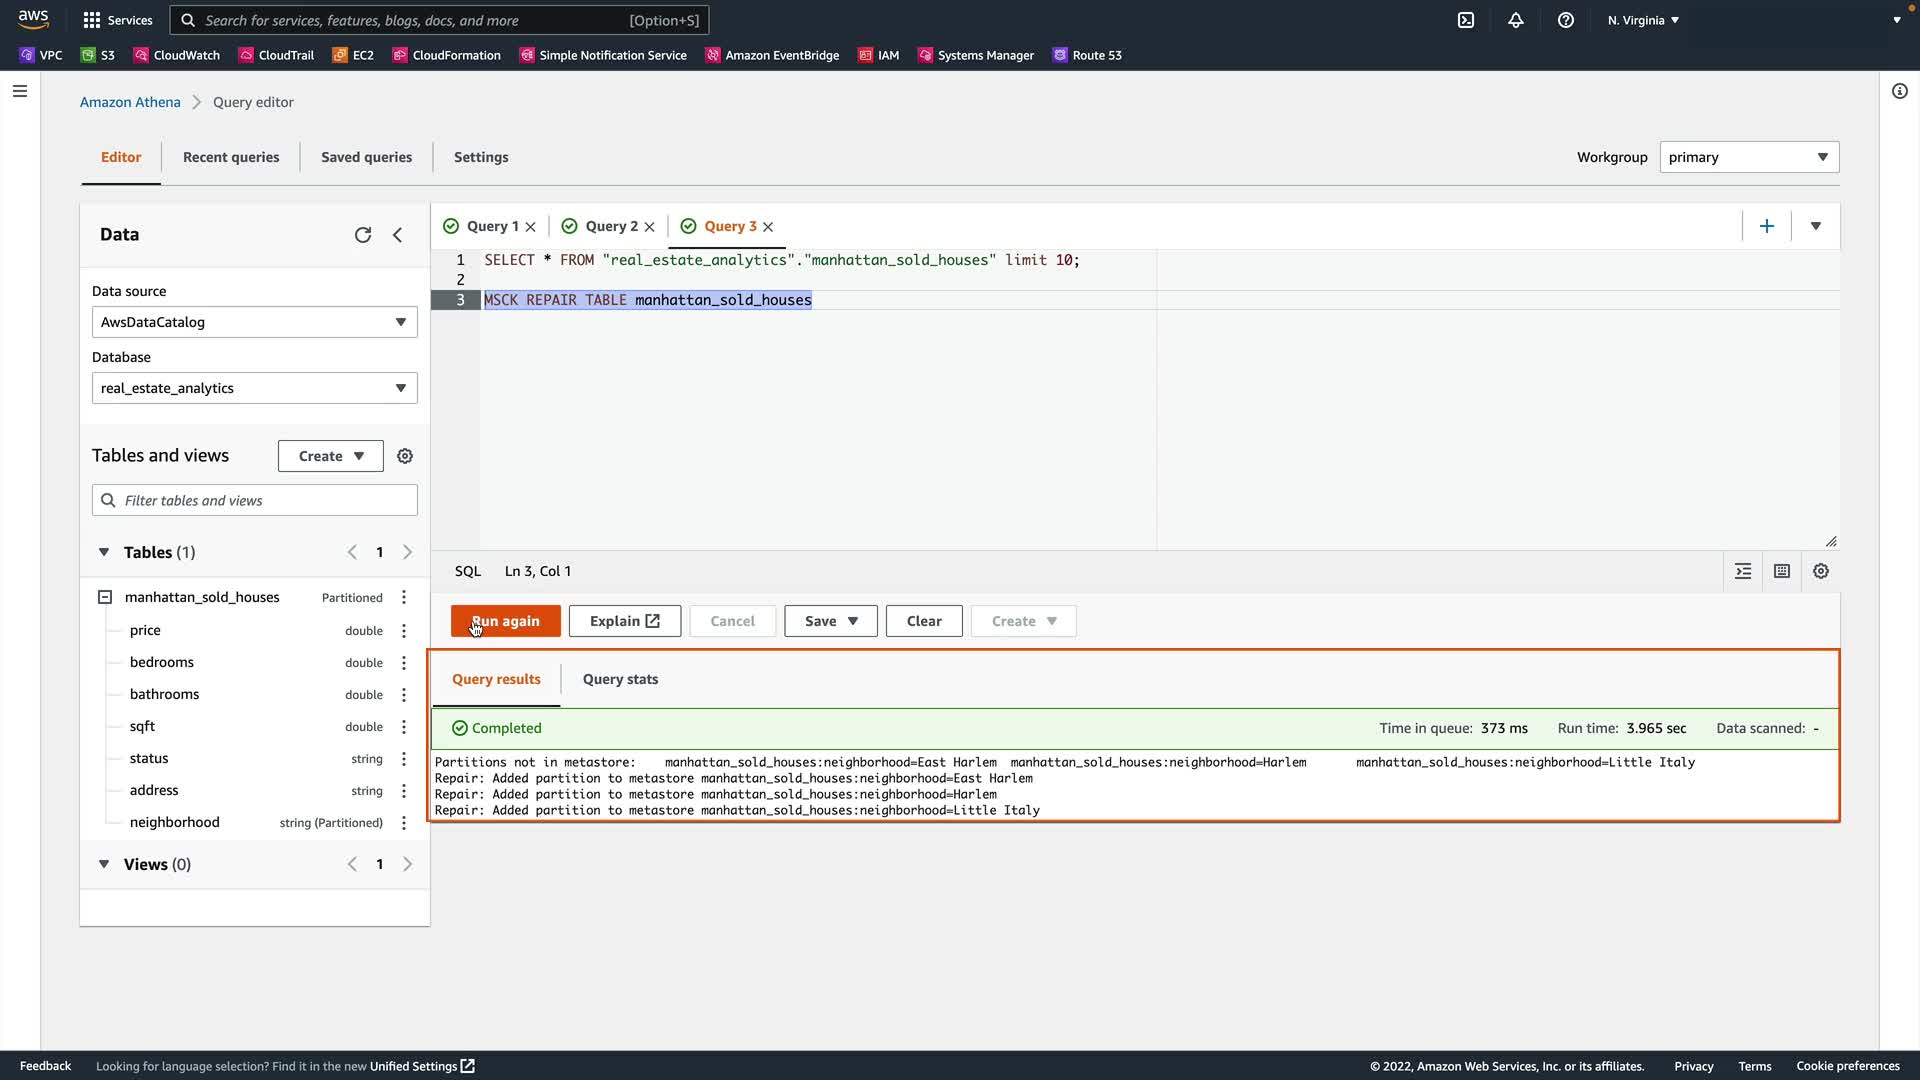 aws Services Search for services, features, blogs, docs, and more [Option+S] N. Virginia
VPC S3 CloudWatch CloudTrail EC2 CloudFormation Simple Notification Service Amazon EventBridge IAM Systems Manager Route 53
Amazon Athena Query editor
Editor Recent queries Saved queries Settings Workgroup primary
Data
Data source
AwsDataCatalog
Database
real_estate_analytics
Tables and views Create
Filter tables and views
Tables (1) 1
manhattan_sold_houses Partitioned
price double
bedrooms double
bathrooms double
sqft double
status string
address string
neighborhood string (Partitioned)
Views (0) 1
Query 1 Query 2 Query 3
1 SELECT * FROM "real_estate_analytics"."manhattan_sold_houses" limit 10;
2
3 MSCK REPAIR TABLE manhattan_sold_houses
SQL Ln 3, Col 1
Run again Explain Cancel Save Clear Create
Query results Query stats
Completed Time in queue: 373 ms Run time: 3.965 sec Data scanned: -
Partitions not in metastore: manhattan_sold_houses:neighborhood=East Harlem manhattan_sold_houses:neighborhood=Harlem manhattan_sold_houses:neighborhood=Little Italy
Repair: Added partition to metastore manhattan_sold_houses:neighborhood=East Harlem
Repair: Added partition to metastore manhattan_sold_houses:neighborhood=Harlem
Repair: Added partition to metastore manhattan_sold_houses:neighborhood=Little Italy
Feedback Looking for language selection? Find it in the new Unified Settings © 2022, Amazon Web Services, Inc. or its affiliates. Privacy Terms Cookie preferences